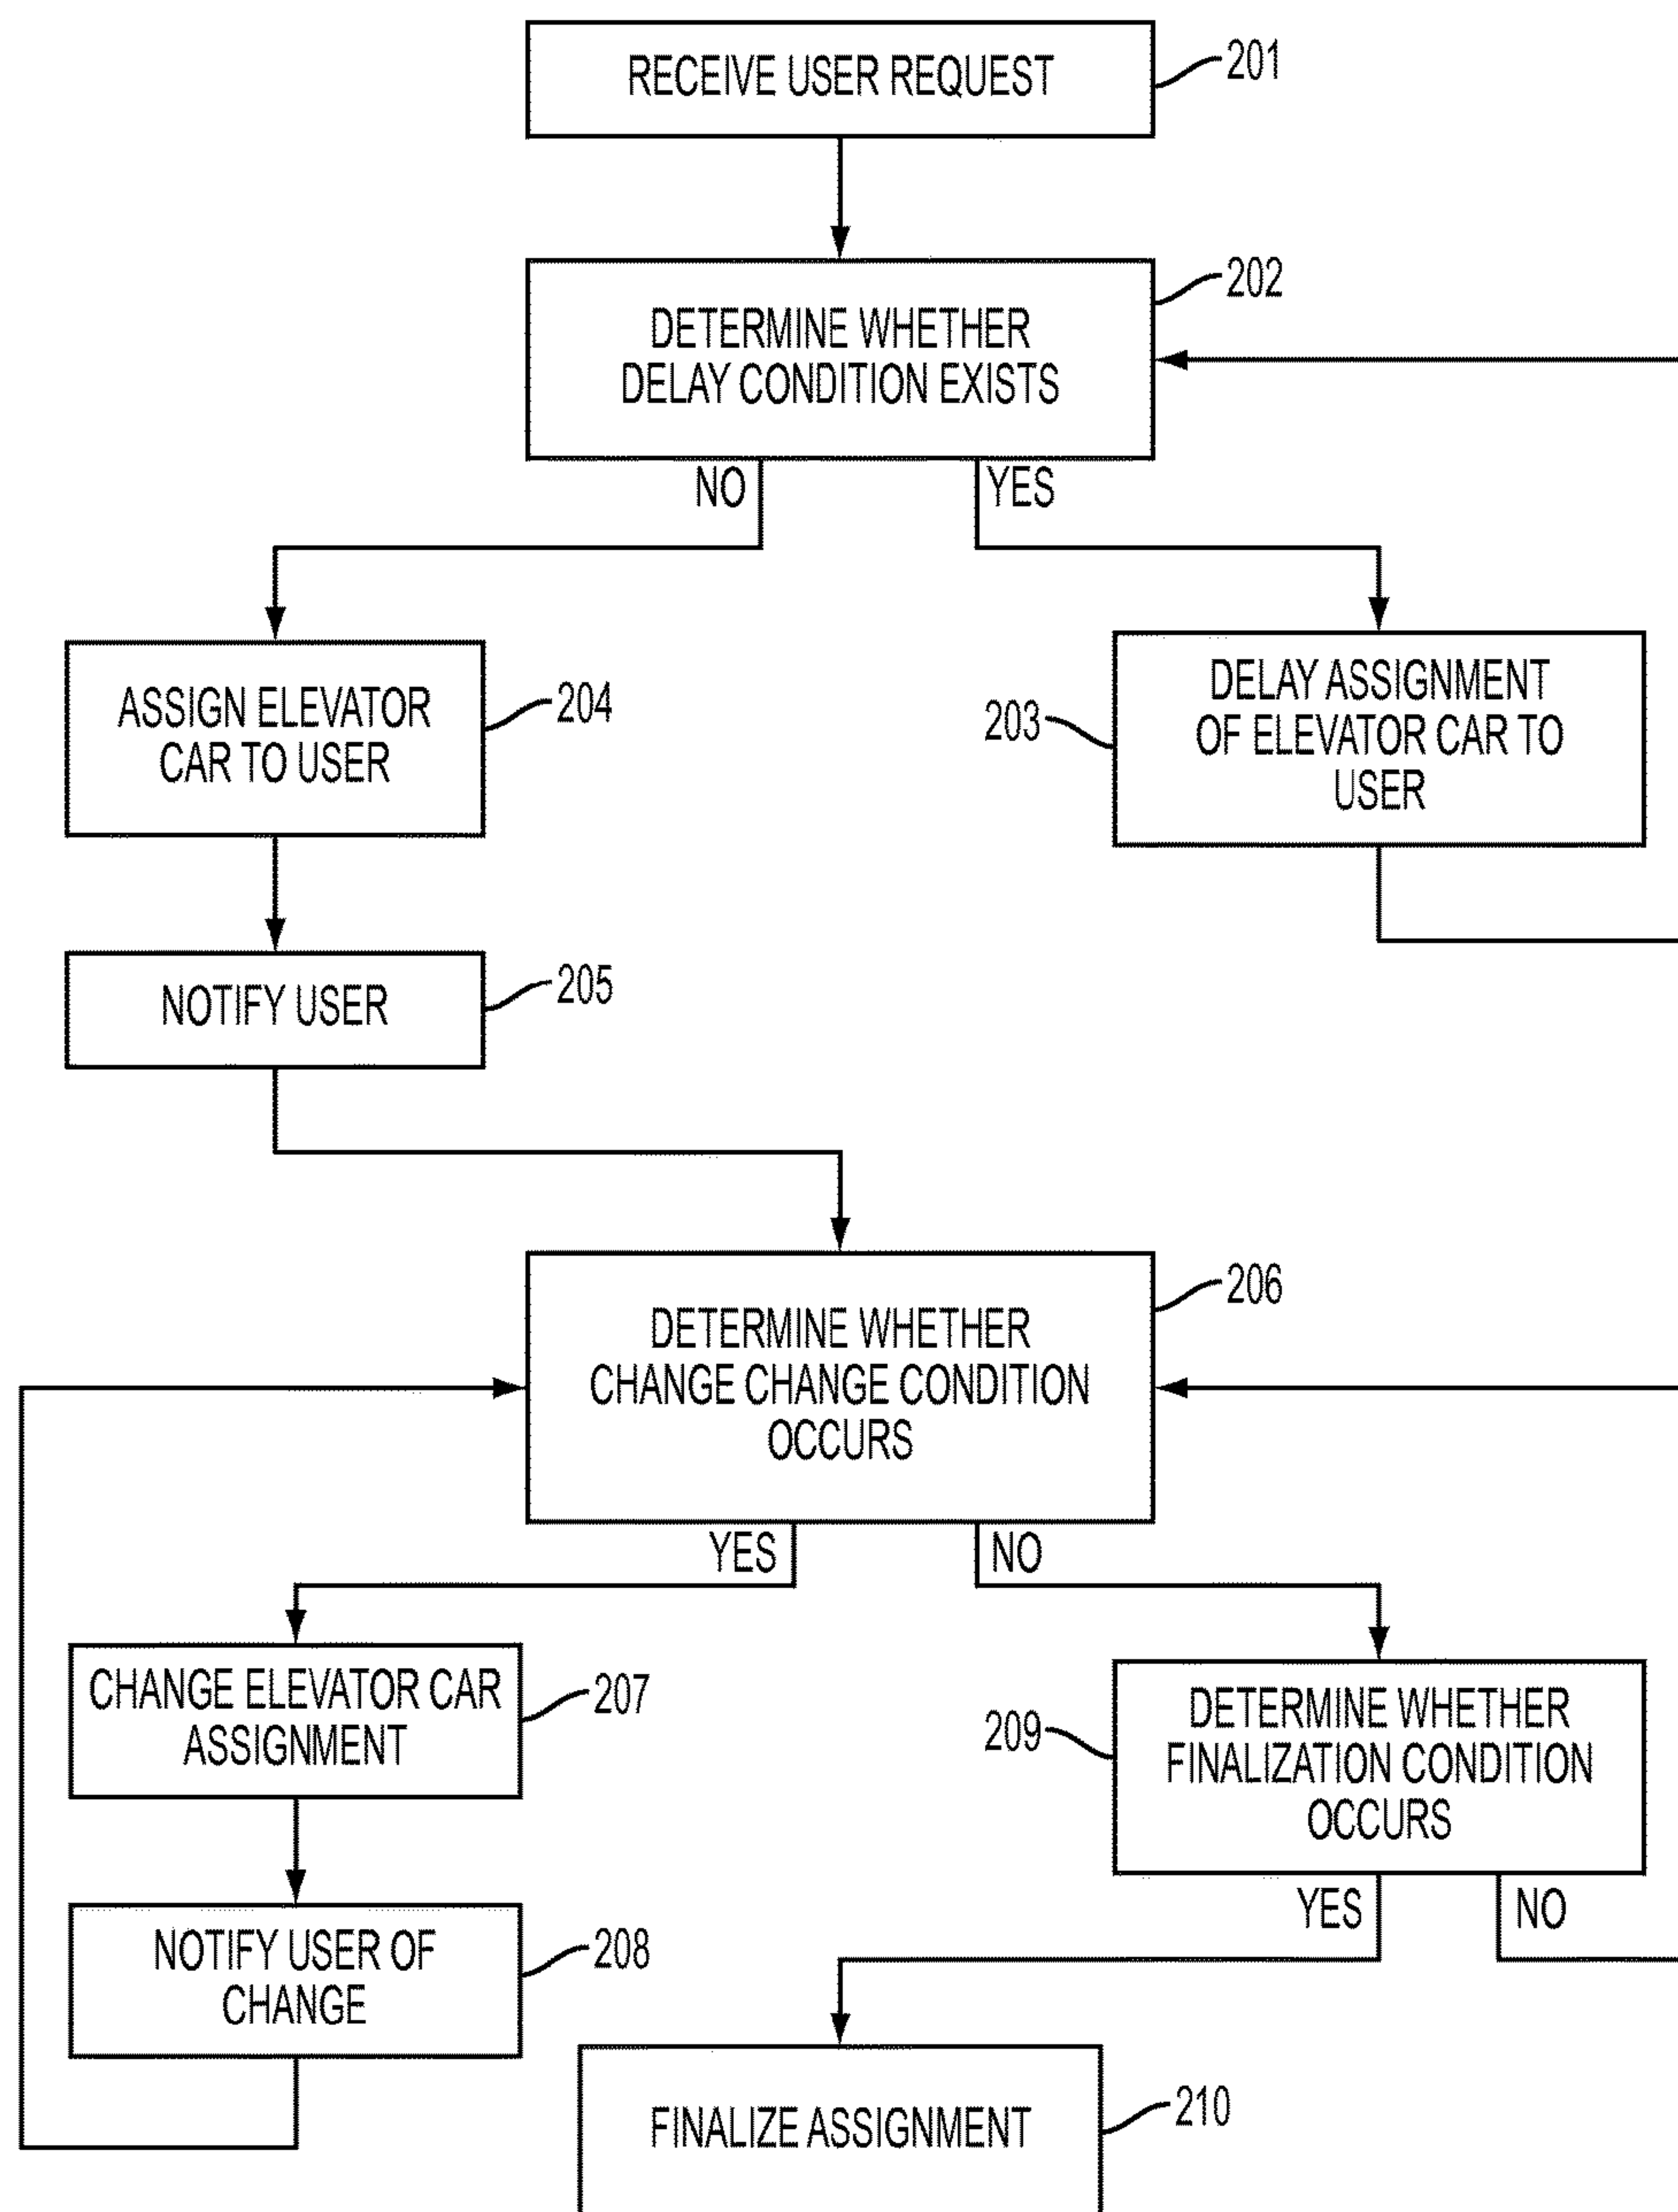 RECEIVE USER REQUEST
201
DETERMINE WHETHER
DELAY CONDITION EXISTS
202
NO
YES
ASSIGN ELEVATOR
CAR TO USER
204
203
DELAY ASSIGNMENT
OF ELEVATOR CAR TO
USER
NOTIFY USER
205
DETERMINE WHETHER
CHANGE CHANGE CONDITION
OCCURS
206
YES
NO
CHANGE ELEVATOR CAR
ASSIGNMENT
207
209
DETERMINE WHETHER
FINALIZATION CONDITION
OCCURS
YES
NO
NOTIFY USER OF
CHANGE
208
FINALIZE ASSIGNMENT
210